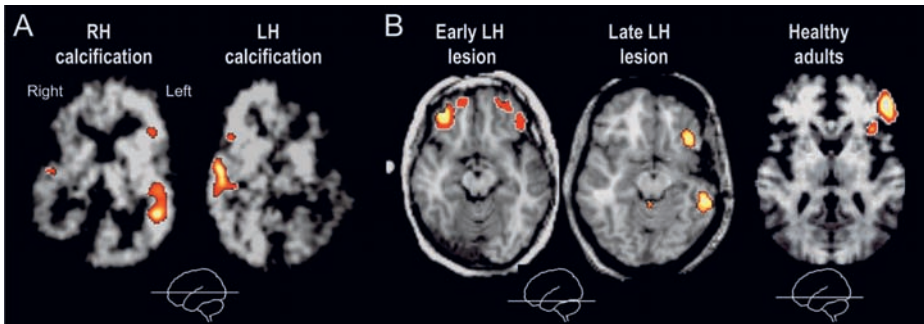 A
RH
calcification
LH
calcification
Right
Left
B
Early LH
lesion
Late LH
lesion
Healthy
adults